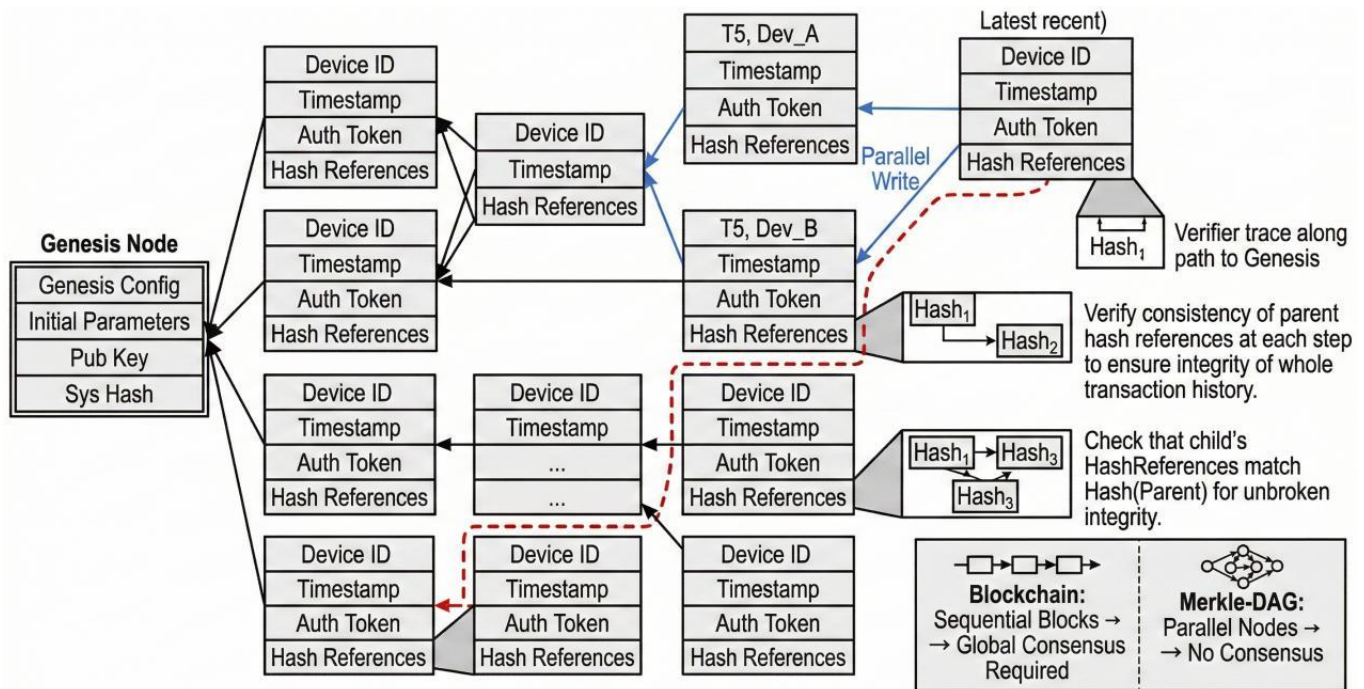 Genesis Node
Genesis Config
Initial Parameters
Pub Key
Sys Hash
Device ID
Timestamp
Auth Token
Hash References
Device ID
Timestamp
Auth Token
Hash References
Device ID
Timestamp
Auth Token
Hash References
Device ID
Timestamp
Auth Token
Hash References
Device ID
Timestamp
Hash References
Device ID
Timestamp
...
...
Device ID
Timestamp
Auth Token
Hash References
T5, Dev_A
Timestamp
Auth Token
Hash References
Parallel
Write
T5, Dev_B
Timestamp
Auth Token
Hash References
Device ID
Timestamp
Auth Token
Hash References
Device ID
Timestamp
Auth Token
Hash References
Latest recent)
Device ID
Timestamp
Auth Token
Hash References
Hash₁
Verifier trace along
path to Genesis
Hash₁
Hash₂
Verify consistency of parent
hash references at each step
to ensure integrity of whole
transaction history.
Hash₁
Hash₃
Hash₃
Check that child's
HashReferences match
Hash(Parent) for unbroken
integrity.
Blockchain:
Sequential Blocks →
→ Global Consensus
Required
Merkle-DAG:
Parallel Nodes →
→ No Consensus